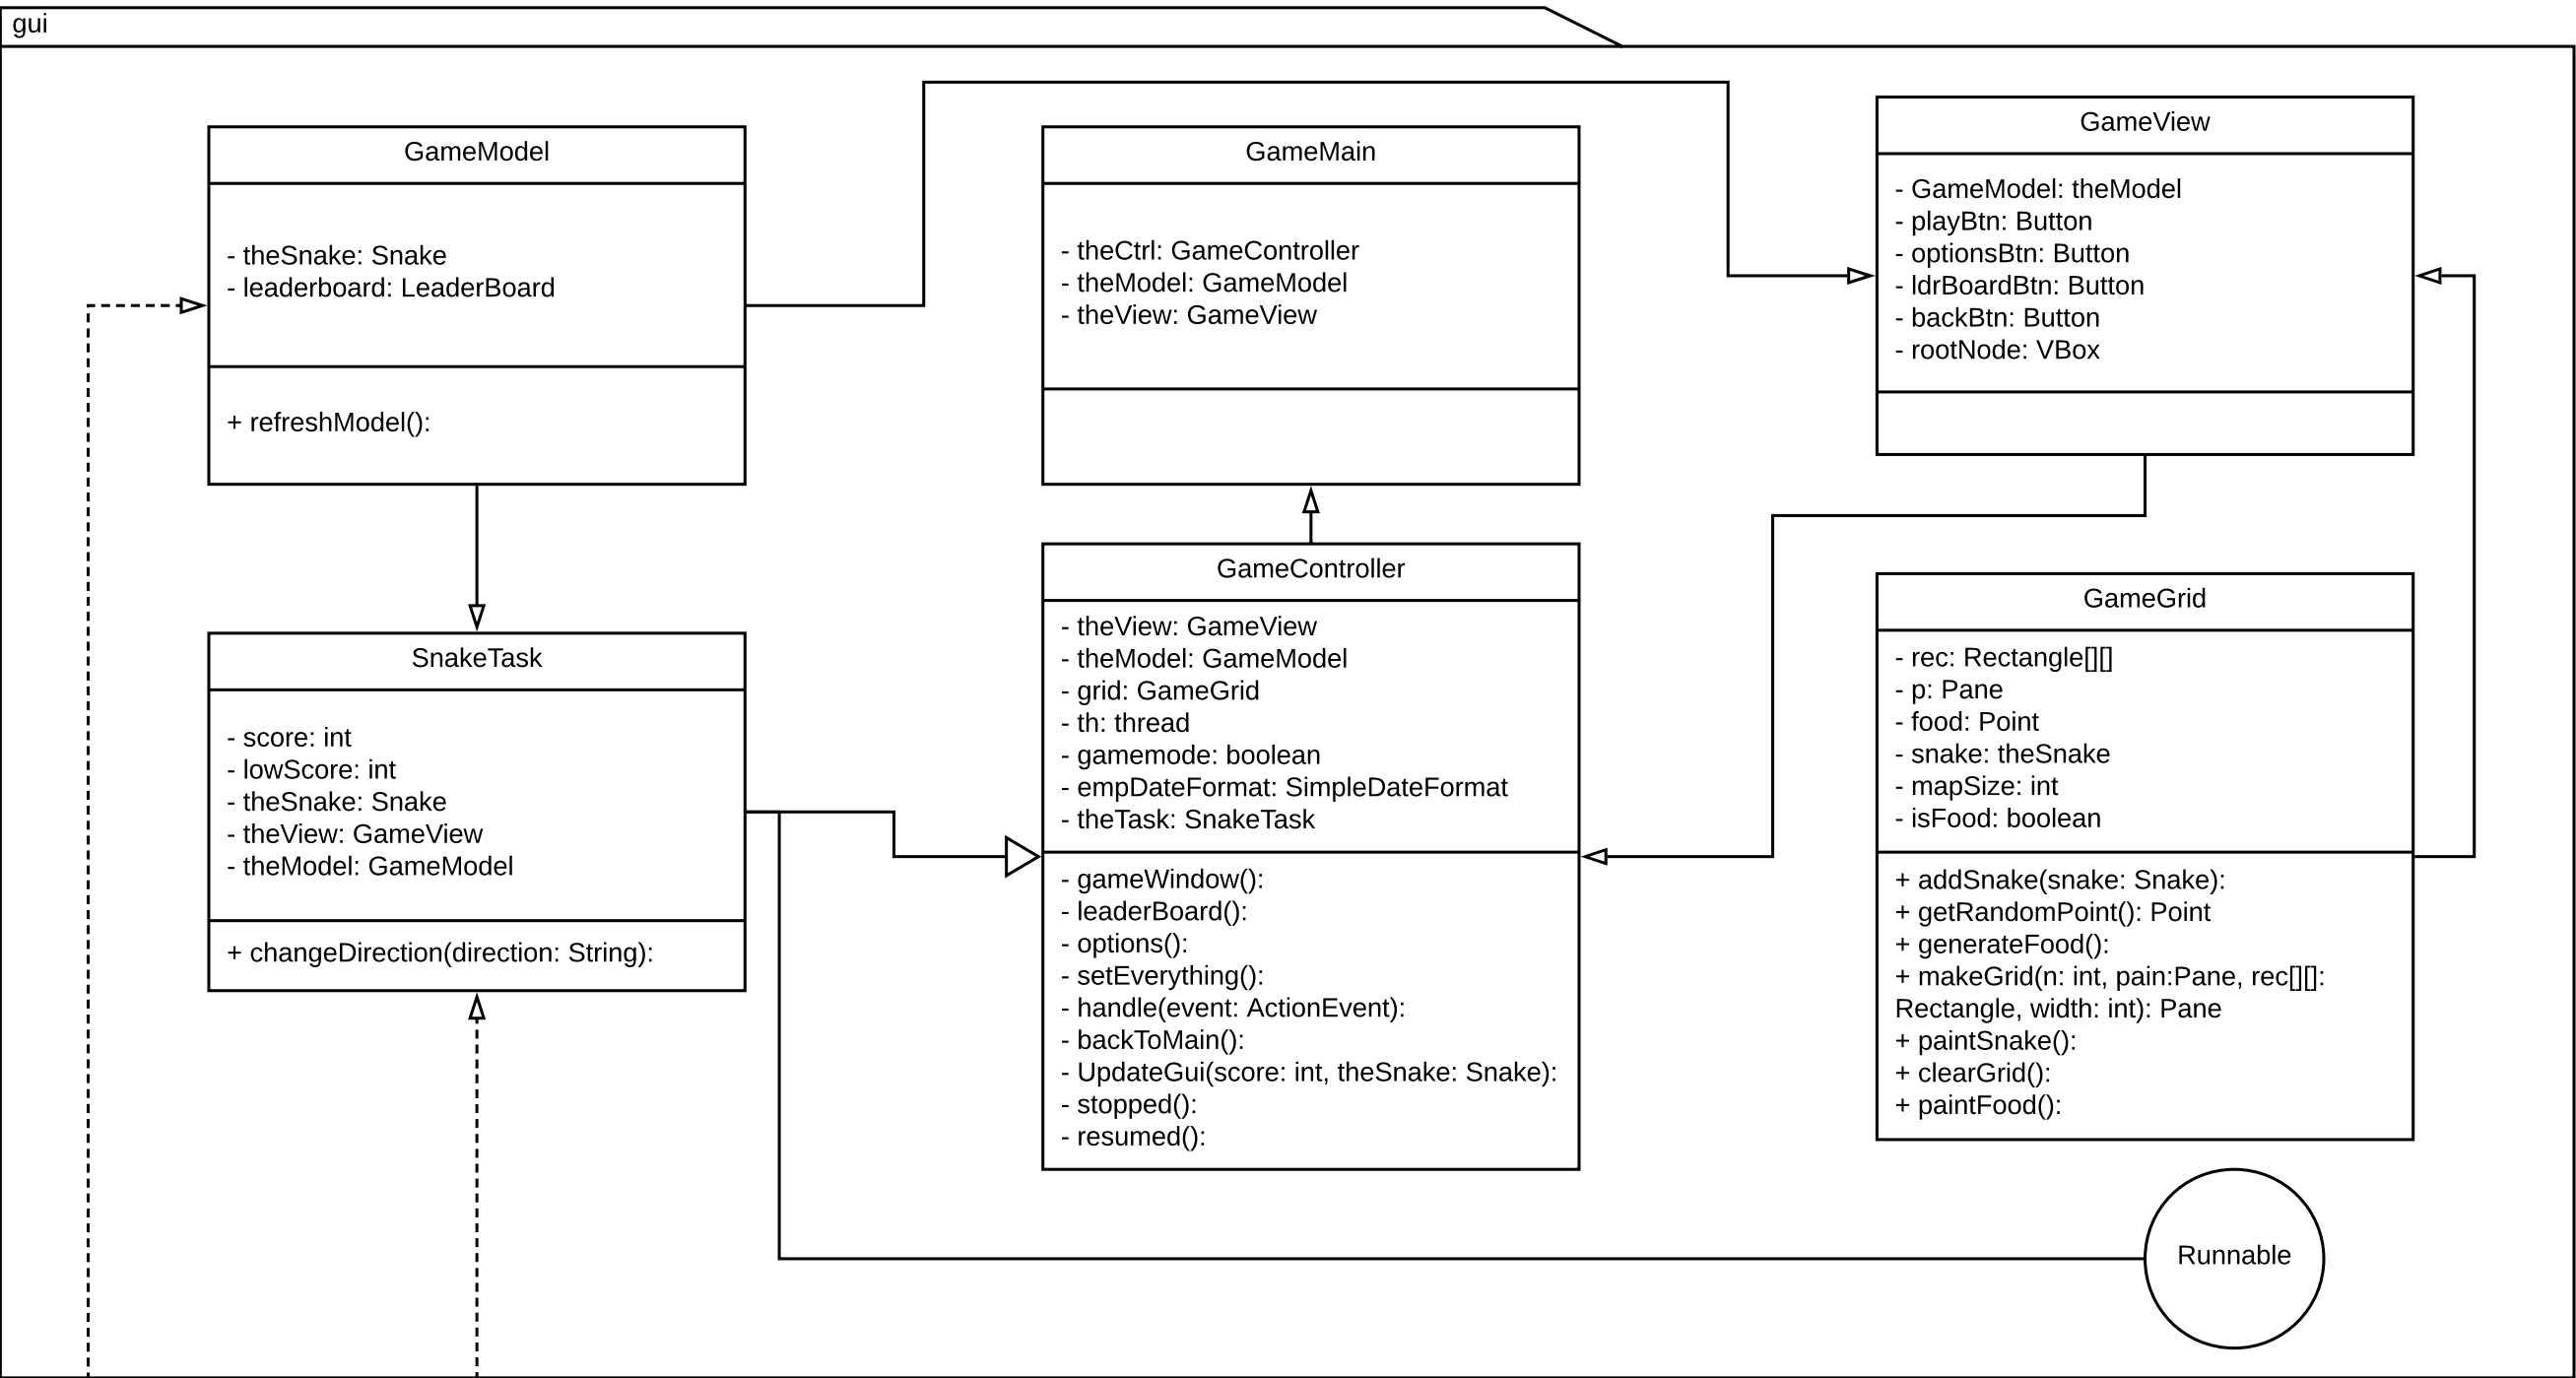 gui
GameModel
- theSnake: Snake
- leaderboard: LeaderBoard
+ refreshModel():
GameMain
- theCtrl: GameController
- theModel: GameModel
- theView: GameView
GameView
- GameModel: theModel
- playBtn: Button
- optionsBtn: Button
- ldrBoardBtn: Button
- backBtn: Button
- rootNode: VBox
SnakeTask
- score: int
- lowScore: int
- theSnake: Snake
- theView: GameView
- theModel: GameModel
+ changeDirection(direction: String):
GameController
- theView: GameView
- theModel: GameModel
- grid: GameGrid
- th: thread
- gamemode: boolean
- empDateFormat: SimpleDateFormat
- theTask: SnakeTask
- gameWindow():
- leaderBoard():
- options():
- setEverything():
- handle(event: ActionEvent):
- backToMain():
- UpdateGui(score: int, theSnake: Snake):
- stopped():
- resumed():
GameGrid
- rec: Rectangle[][]
- p: Pane
- food: Point
- snake: theSnake
- mapSize: int
- isFood: boolean
+ addSnake(snake: Snake):
+ getRandomPoint(): Point
+ generateFood():
+ makeGrid(n: int, pain:Pane, rec[][]:
Rectangle, width: int): Pane
+ paintSnake():
+ clearGrid():
+ paintFood():
Runnable